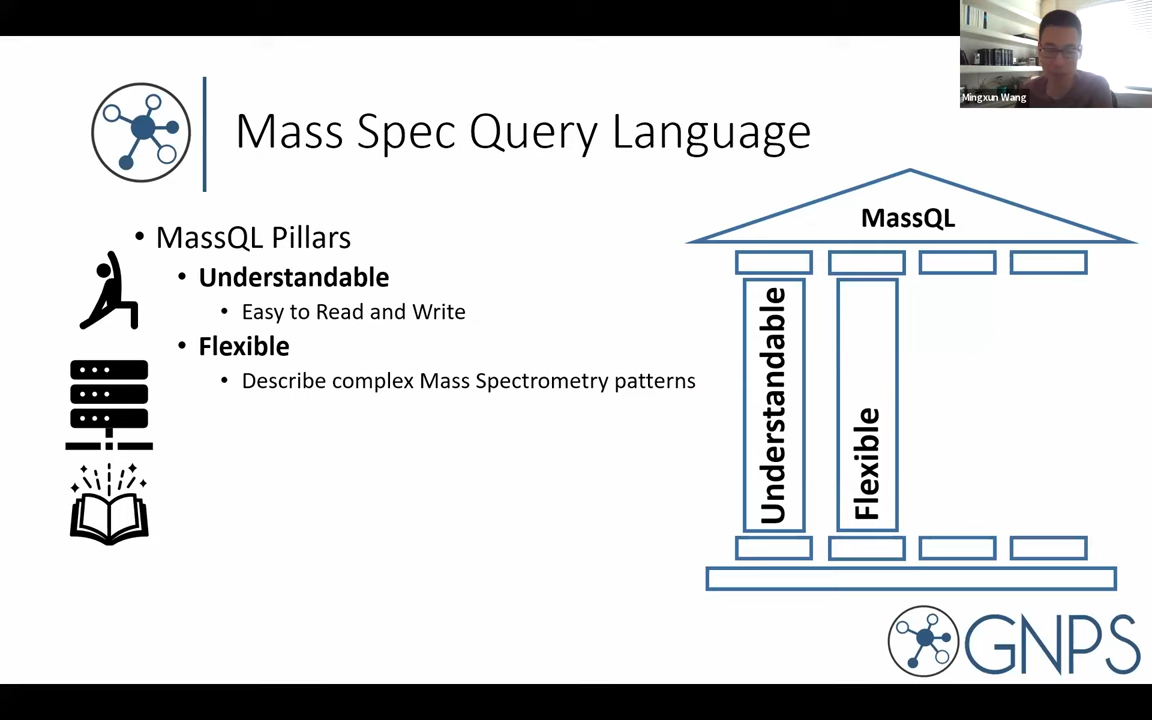 Mingxun Wang
Mass Spec Query Language
• MassQL Pillars
• Understandable
• Easy to Read and Write
• Flexible
• Describe complex Mass Spectrometry patterns
MassQL
Understandable
Flexible
GNPS